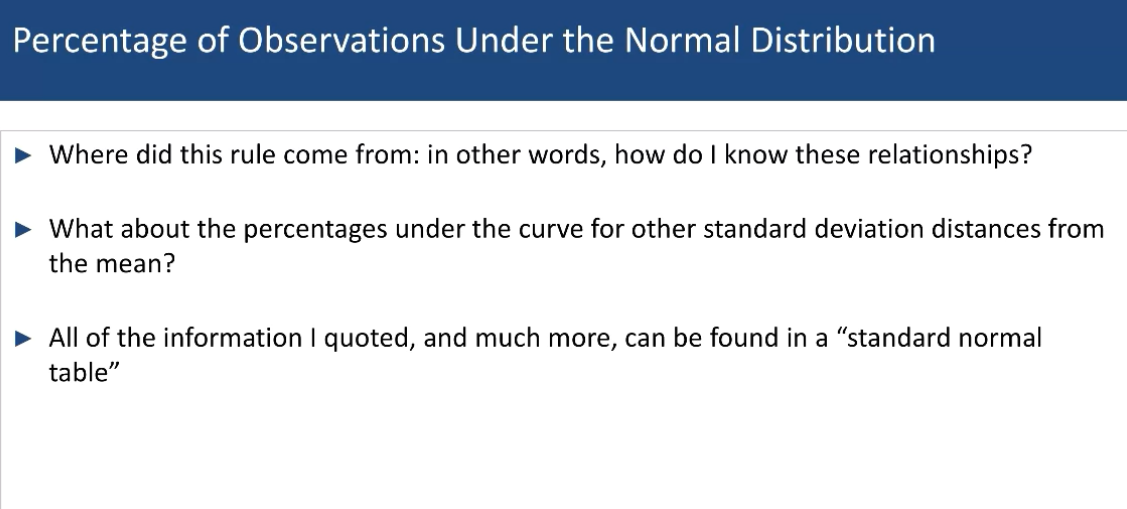 Percentage of Observations Under the Normal Distribution
Where did this rule come from: in other words, how do I know these relationships?
What about the percentages under the curve for other standard deviation distances from
the mean?
All of the information I quoted, and much more, can be found in a “standard normal
table”